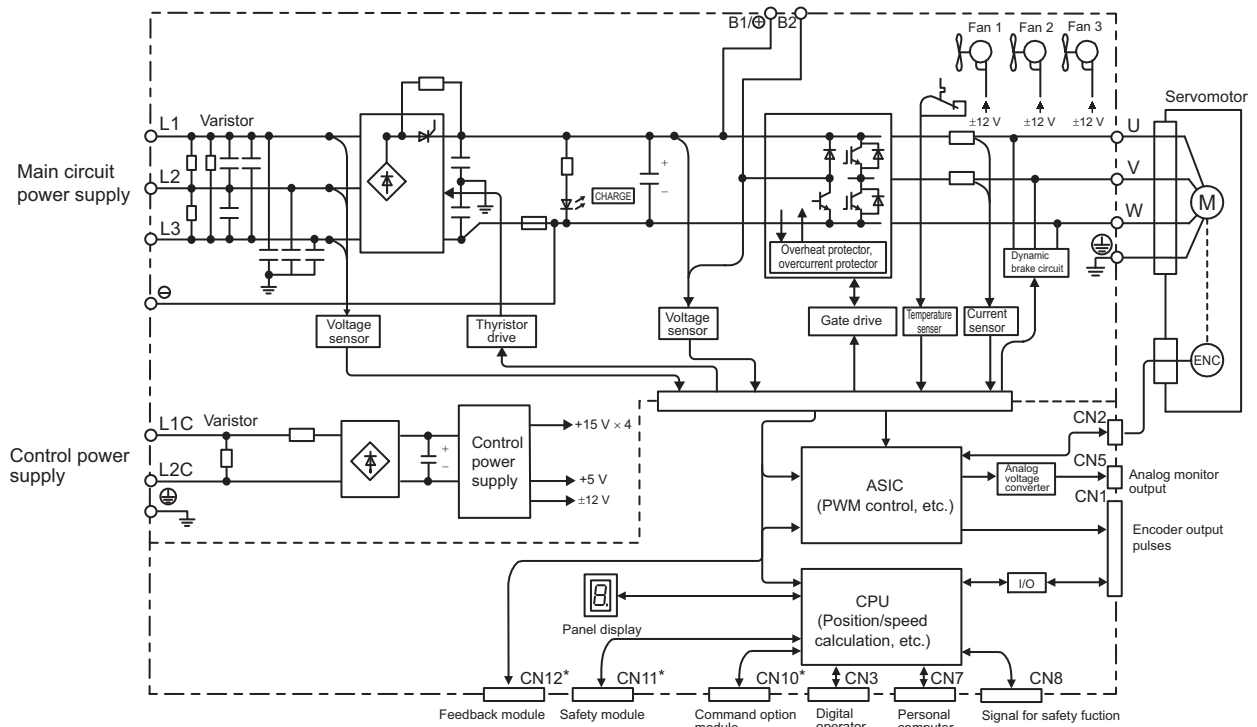 B1/⊕ B2
Fan 1 Fan 2 Fan 3
Servomotor
±12 V ±12 V ±12 V
L1 Varistor
U
Main circuit
power supply
L2
V
+
−
CHARGE
M
L3
W
Overheat protector,
overcurrent protector
Dynamic
brake circuit
⊖
Voltage
sensor
Thyristor
drive
Voltage
sensor
Gate drive
Temperature
senser
Current
sensor
ENC
L1C Varistor
+15 V × 4
CN2
Control power
supply
+
−
Control
power
supply
L2C
+5 V
±12 V
ASIC
(PWM control, etc.)
Analog
voltage
converter
CN5
Analog monitor
output
CN1
Encoder output
pulses
8.
Panel display
CPU
(Position/speed
calculation, etc.)
I/O
CN12* CN11* CN10* CN3 CN7 CN8
Feedback module Safety module Command option Digital Personal Signal for safety fuction
module operator computer